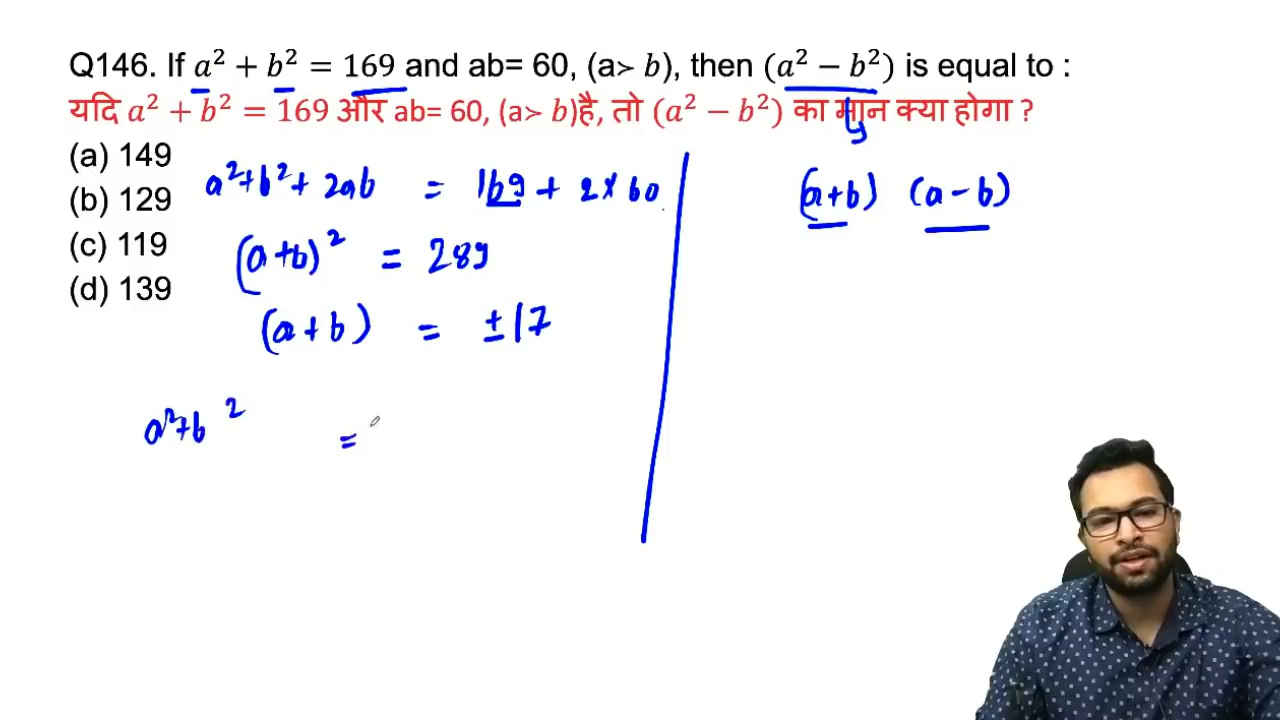 Q146. If a² + b² = 169 and ab= 60, (a> b), then (a² − b²) is equal to :
यदि a² + b² = 169 और ab= 60, (a> b)है, तो (a² − b²) का मान क्या होगा ?
(a) 149
(b) 129
(c) 119
(d) 139
a²+b²+ 2ab = 169 + 2×60
(a+b)² = 289
(a+b) = ±17
a²+b² =
(a+b) (a−b)